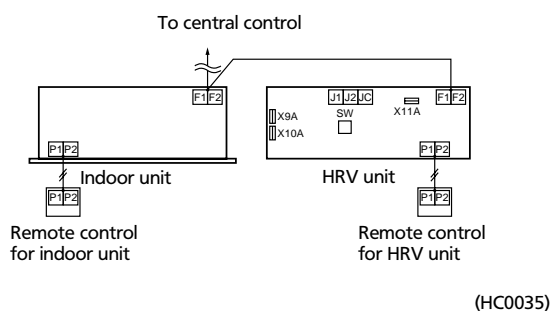 To central control
F1 F2
J1 J2 JC
F1 F2
X9A
X10A
SW
X11A
P1 P2
P1 P2
Indoor unit
HRV unit
P1 P2
P1 P2
Remote control
for indoor unit
Remote control
for HRV unit
(HC0035)